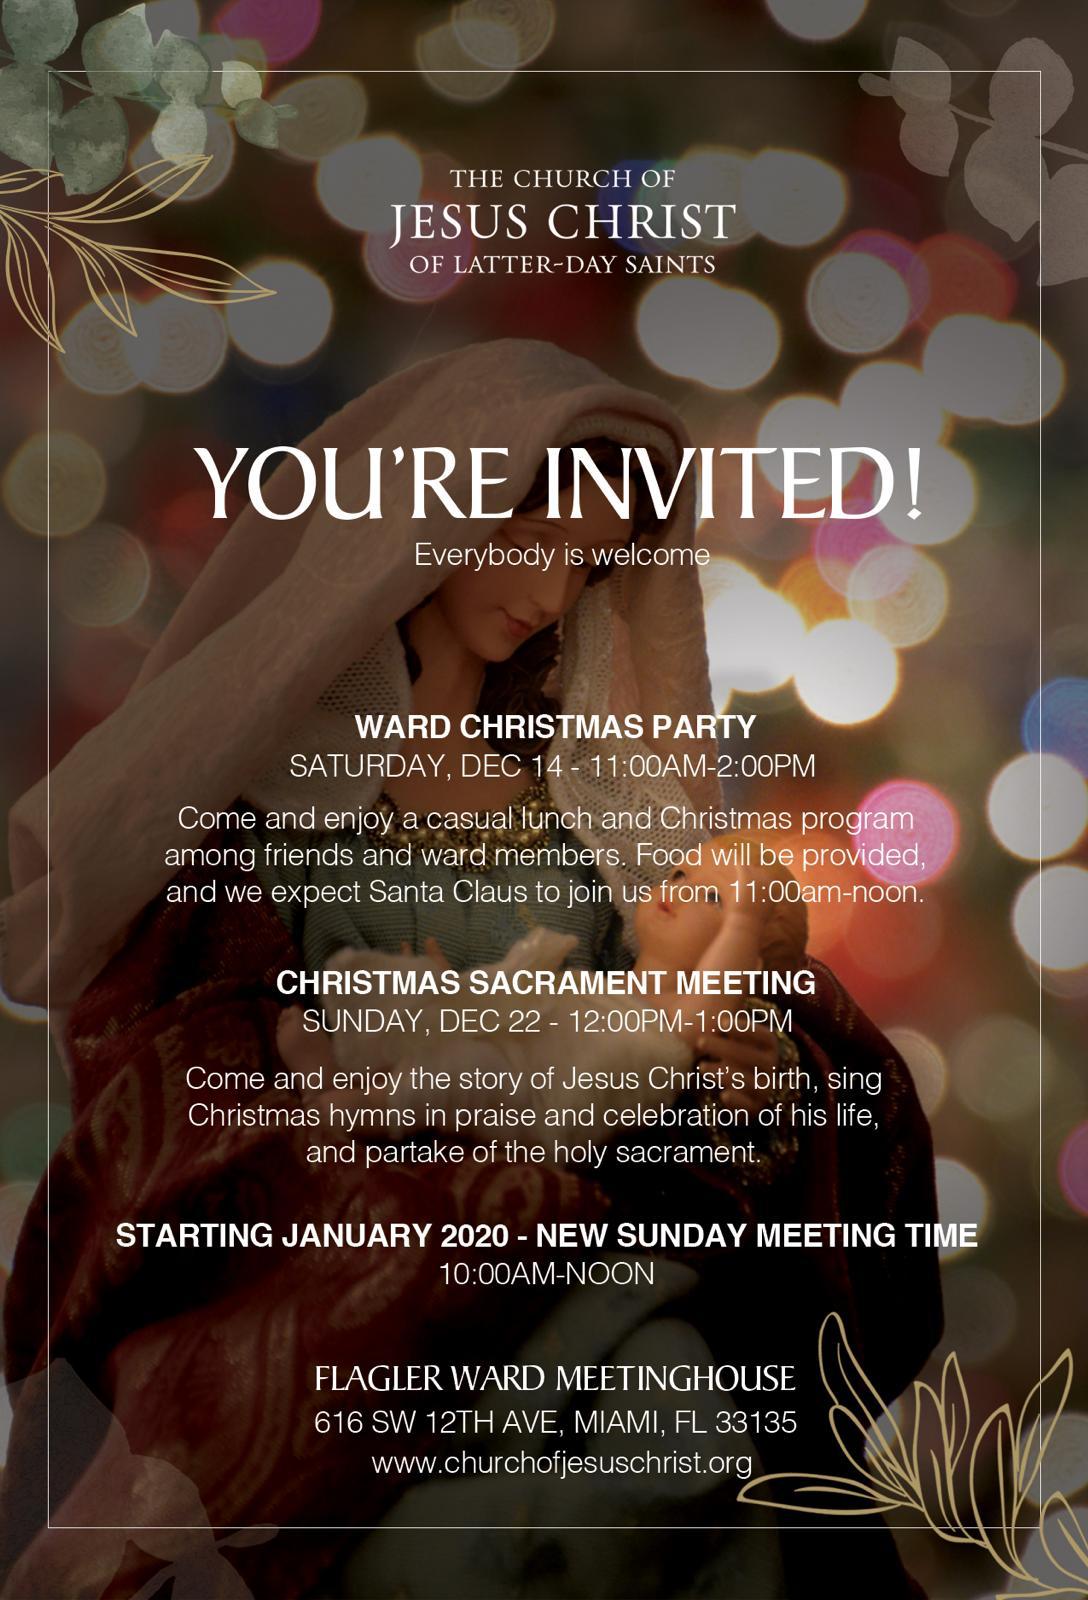 THE CHURCH OF
JESUS CHRIST
OF LATTER-DAY SAINTS
YOU'RE INVITED!
Everybody is welcome
WARD CHRISTMAS PARTY
SATURDAY, DEC 14 - 11:00AM-2:00PM
Come and enjoy a casual lunch and Christmas program
among friends and ward members. Food will be provided,
and we expect Santa Claus to join us from 11:00am-noon.
CHRISTMAS SACRAMENT MEETING
SUNDAY, DEC 22 - 12:00PM-1:00PM
Come and enjoy the story of Jesus Christ's birth, sing
Christmas hymns in praise and celebration of his life,
and partake of the holy sacrament.
STARTING JANUARY 2020 - NEW SUNDAY MEETING TIME
10:00AM-NOON
FLAGLER WARD MEETINGHOUSE
616 SW 12TH AVE, MIAMI, FL 33135
www.churchofjesuschrist.org